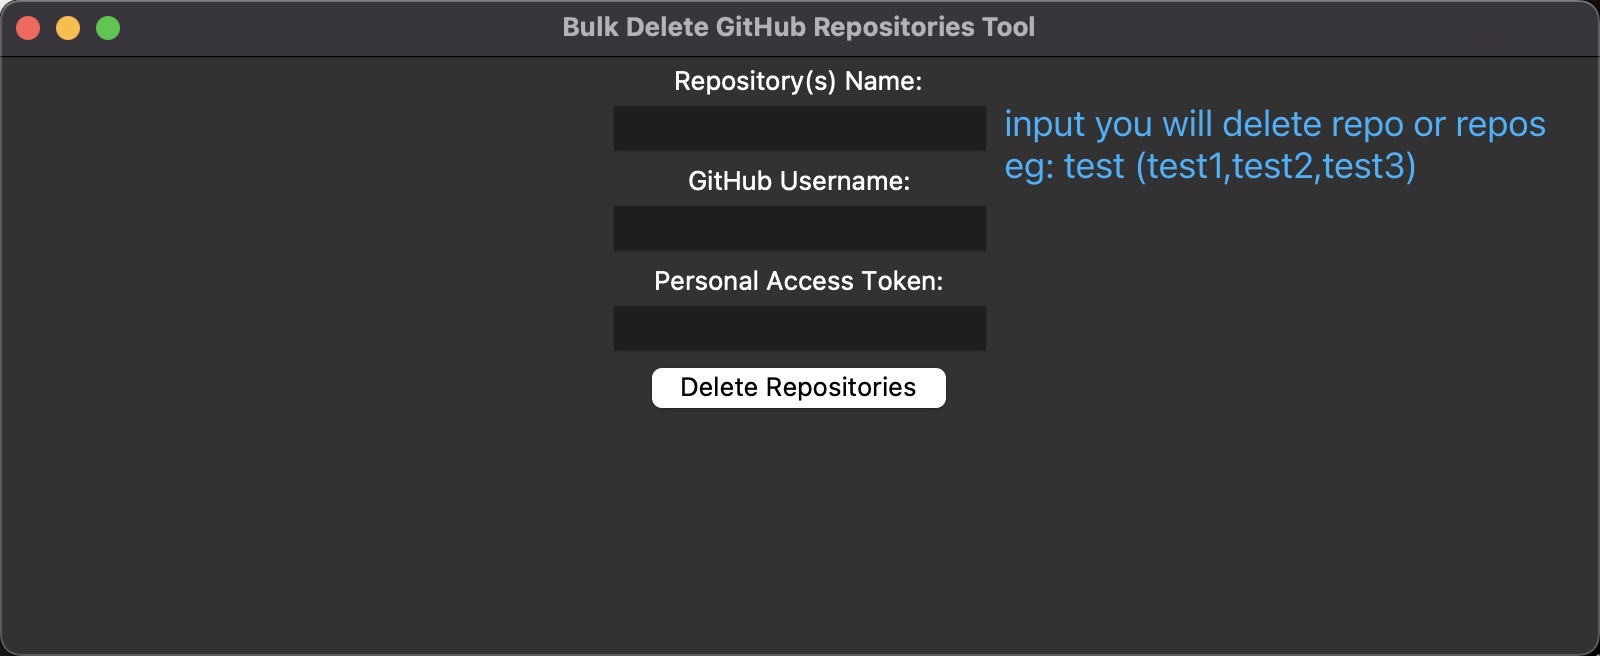 Bulk Delete GitHub Repositories Tool
Repository(s) Name:
input you will delete repo or repos
eg: test (test1,test2,test3)
GitHub Username:
Personal Access Token:
Delete Repositories